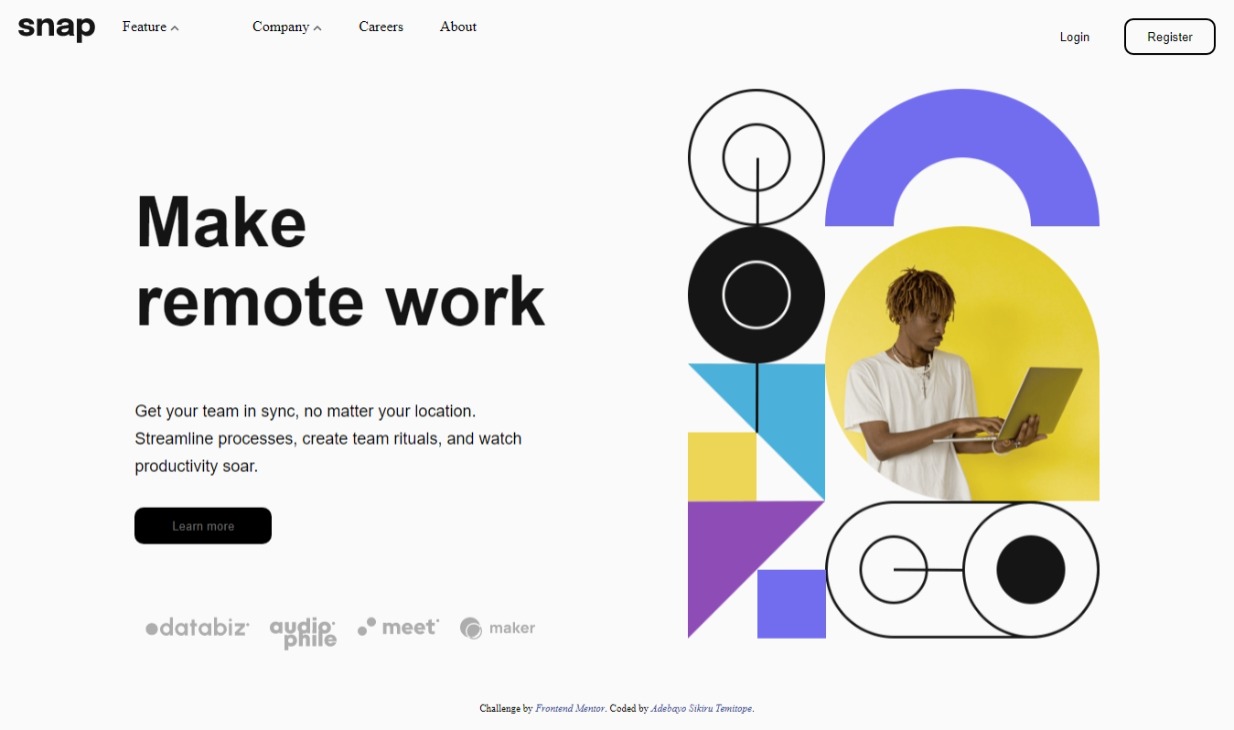 snap Feature Company Careers About Login Register
Make
remote work
Get your team in sync, no matter your location.
Streamline processes, create team rituals, and watch
productivity soar.
Learn more
databiz audiophile meet maker
Challenge by Frontend Mentor. Coded by Adebayo Sikiru Temitope.